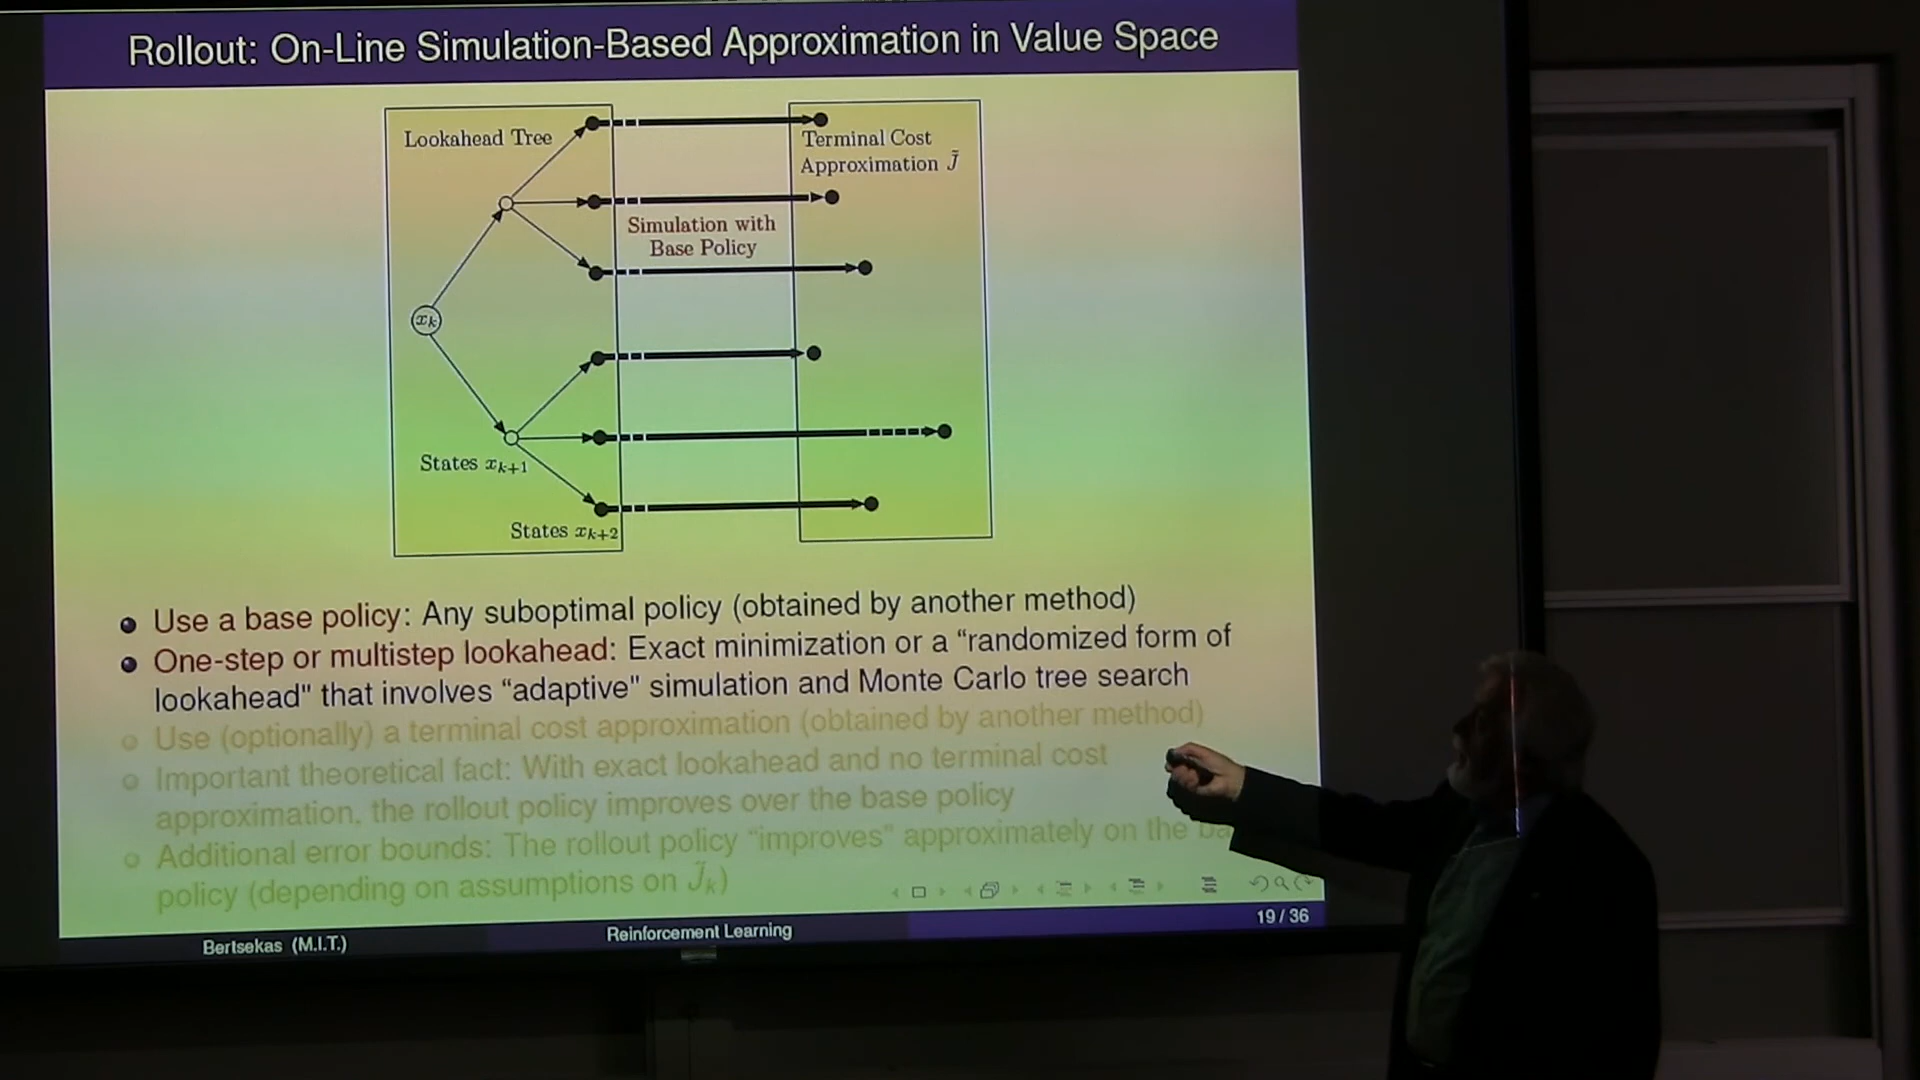 Rollout: On-Line Simulation-Based Approximation in Value Space
Lookahead Tree
Terminal Cost
Approximation J̃
Simulation with
Base Policy
xk
States xk+1
States xk+2
Use a base policy: Any suboptimal policy (obtained by another method)
One-step or multistep lookahead: Exact minimization or a “randomized form of
lookahead" that involves “adaptive" simulation and Monte Carlo tree search
Use (optionally) a terminal cost approximation (obtained by another method)
Important theoretical fact: With exact lookahead and no terminal cost
approximation, the rollout policy improves over the base policy
Additional error bounds: The rollout policy “improves” approximately on the
policy (depending on assumptions on J̃k)
Bertsekas (M.I.T.)
Reinforcement Learning
19 / 36